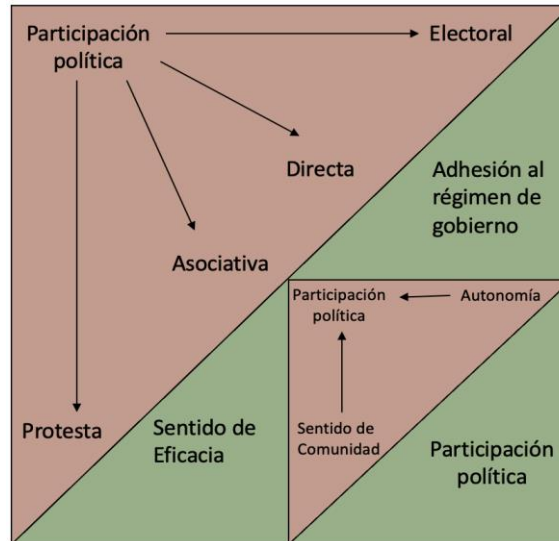 Participación
política
Electoral
Directa
Asociativa
Protesta
Adhesión al
régimen de
gobierno
Sentido de
Eficacia
Participación
política
Autonomía
Sentido de
Comunidad
Participación
política